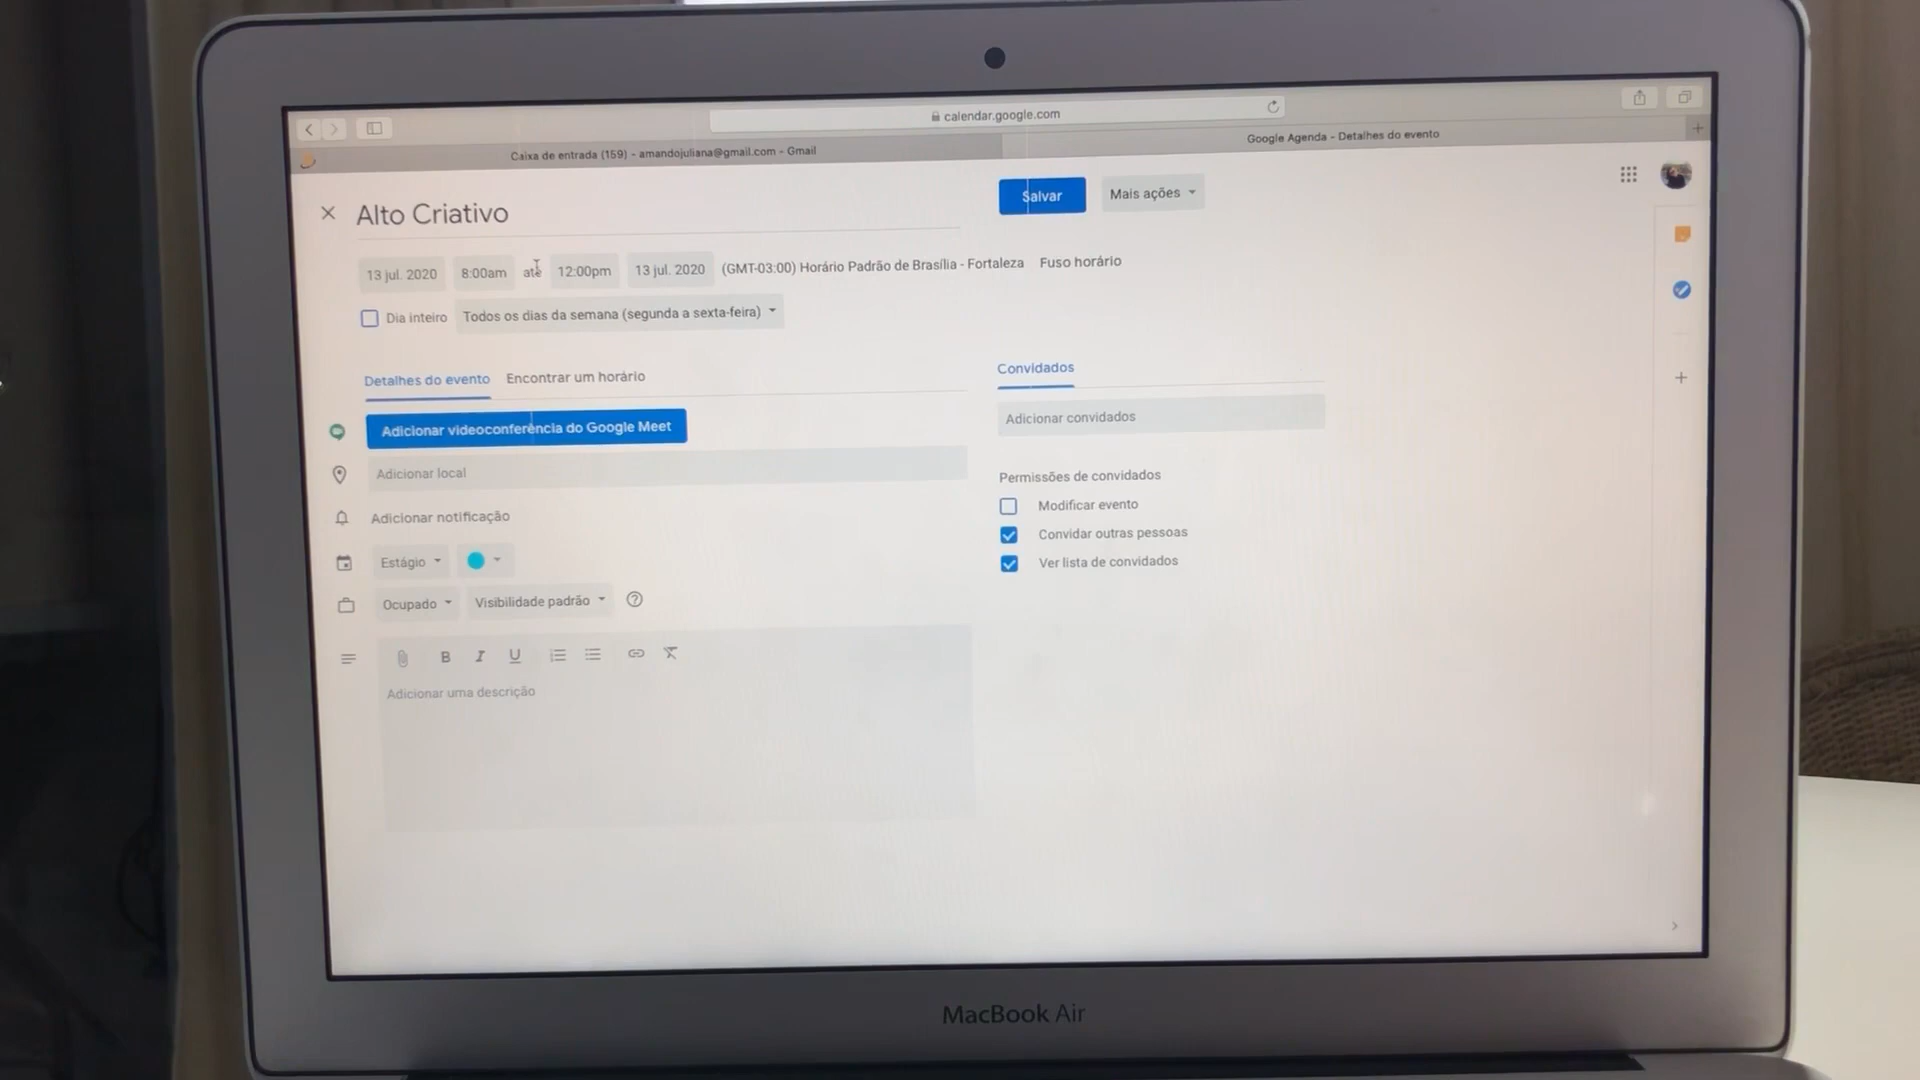 calendar.google.com
Caixa de entrada (159) - amandojuliana@gmail.com - Gmail
Google Agenda - Detalhes do evento
Alto Criativo
Salvar
Mais ações
13 jul. 2020 8:00am até 12:00pm 13 jul. 2020 (GMT-03:00) Horário Padrão de Brasília - Fortaleza Fuso horário
Dia inteiro Todos os dias da semana (segunda a sexta-feira)
Detalhes do evento Encontrar um horário
Convidados
Adicionar videoconferência do Google Meet
Adicionar convidados
Adicionar local
Permissões de convidados
Adicionar notificação
Modificar evento
Convidar outras pessoas
Estágio
Ver lista de convidados
Ocupado Visibilidade padrão
B I U
Adicionar uma descrição
MacBook Air